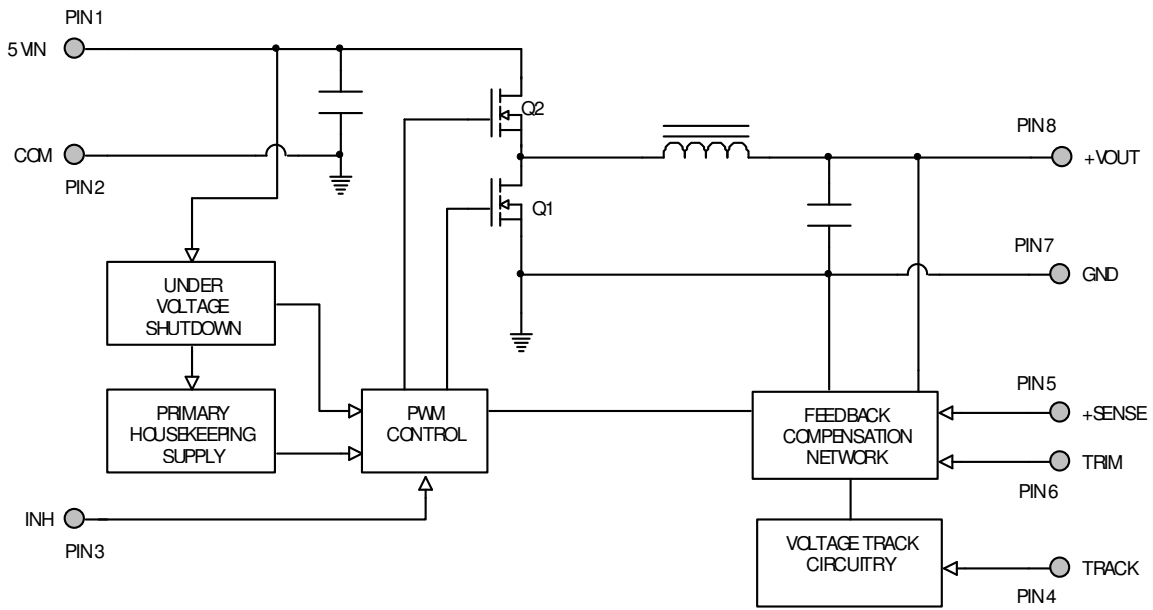 PIN1
5 VIN
COM
PIN2
Q2
Q1
PIN8
+VOUT
PIN7
GND
UNDER
VOLTAGE
SHUTDOWN
PRIMARY
HOUSEKEEPING
SUPPLY
PWM
CONTROL
FEEDBACK
COMPENSATION
NETWORK
PIN5
+SENSE
TRIM
PIN6
INH
PIN3
VOLTAGE TRACK
CIRCUITRY
TRACK
PIN4